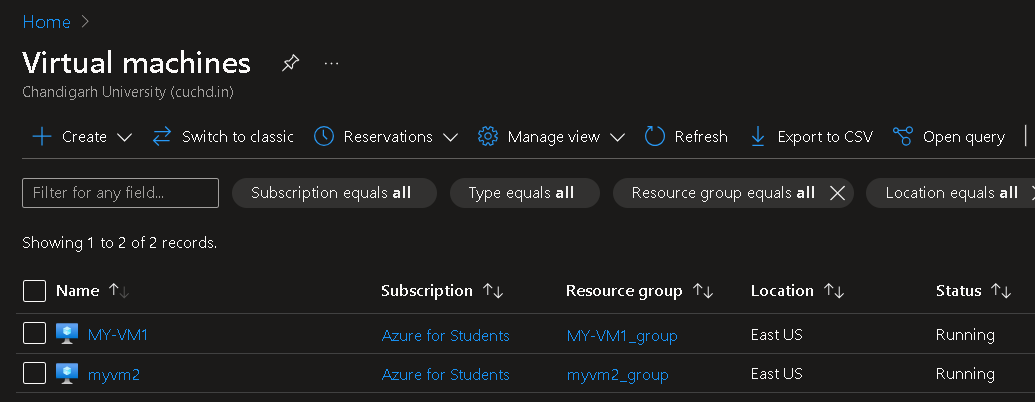 Home >
Virtual machines ...
Chandigarh University (cuchd.in)
Create Switch to classic Reservations Manage view Refresh Export to CSV Open query
Filter for any field... Subscription equals all Type equals all Resource group equals all Location equals all
Showing 1 to 2 of 2 records.
Name Subscription Resource group Location Status
MY-VM1 Azure for Students MY-VM1_group East US Running
myvm2 Azure for Students myvm2_group East US Running